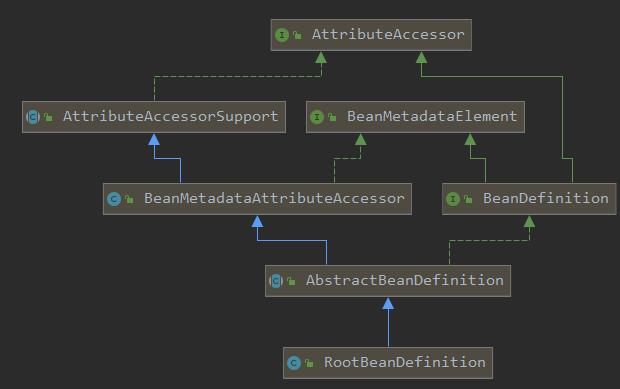 I AttributeAccessor
C AttributeAccessorSupport
I BeanMetadataElement
C BeanMetadataAttributeAccessor
I BeanDefinition
C AbstractBeanDefinition
C RootBeanDefinition